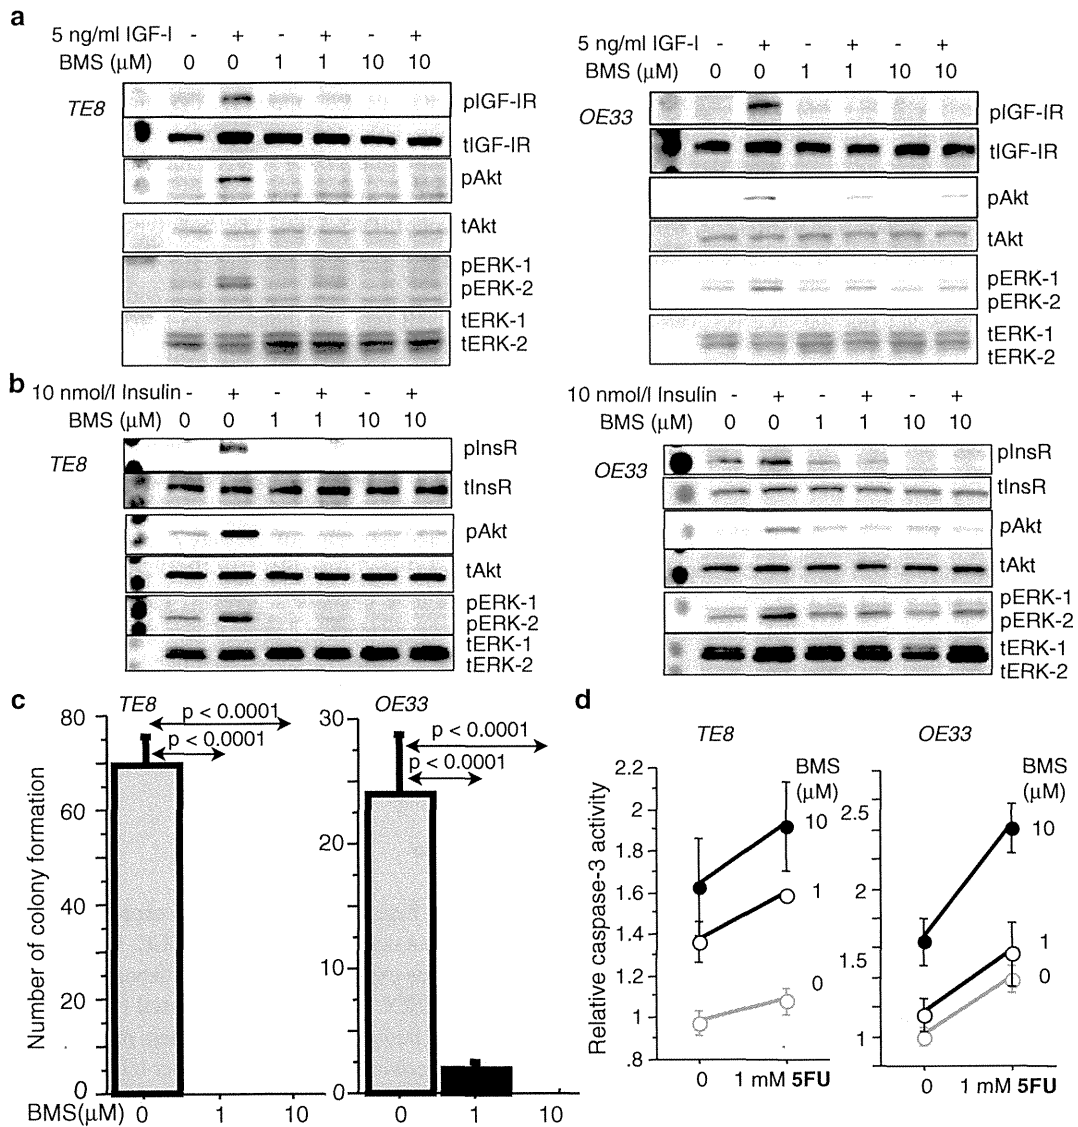 a
5 ng/ml IGF-I - + - + - +
BMS (µM) 0 0 1 1 10 10
TE8
pIGF-IR
tIGF-IR
pAkt
tAkt
pERK-1
pERK-2
tERK-1
tERK-2
5 ng/ml IGF-I - + - + - +
BMS (µM) 0 0 1 1 10 10
OE33
pIGF-IR
tIGF-IR
pAkt
tAkt
pERK-1
pERK-2
tERK-1
tERK-2
b
10 nmol/l Insulin - + - + - +
BMS (µM) 0 0 1 1 10 10
TE8
pInsR
tInsR
pAkt
tAkt
pERK-1
pERK-2
tERK-1
tERK-2
10 nmol/l Insulin - + - + - +
BMS (µM) 0 0 1 1 10 10
OE33
pInsR
tInsR
pAkt
tAkt
pERK-1
pERK-2
tERK-1
tERK-2
c
TE8
p < 0.0001
p < 0.0001
Number of colony formation
80
60
40
20
0
BMS(µM) 0 1 10
OE33
p < 0.0001
p < 0.0001
30
20
10
0
0 1 10
d
TE8
BMS
(µM)
Relative caspase-3 activity
2.2
2
1.8
1.6
1.4
1.2
1
.8
10
1
0
0 1 mM 5FU
OE33
BMS
(µM)
2.5
2
1.5
1
10
1
0
0 1 mM 5FU